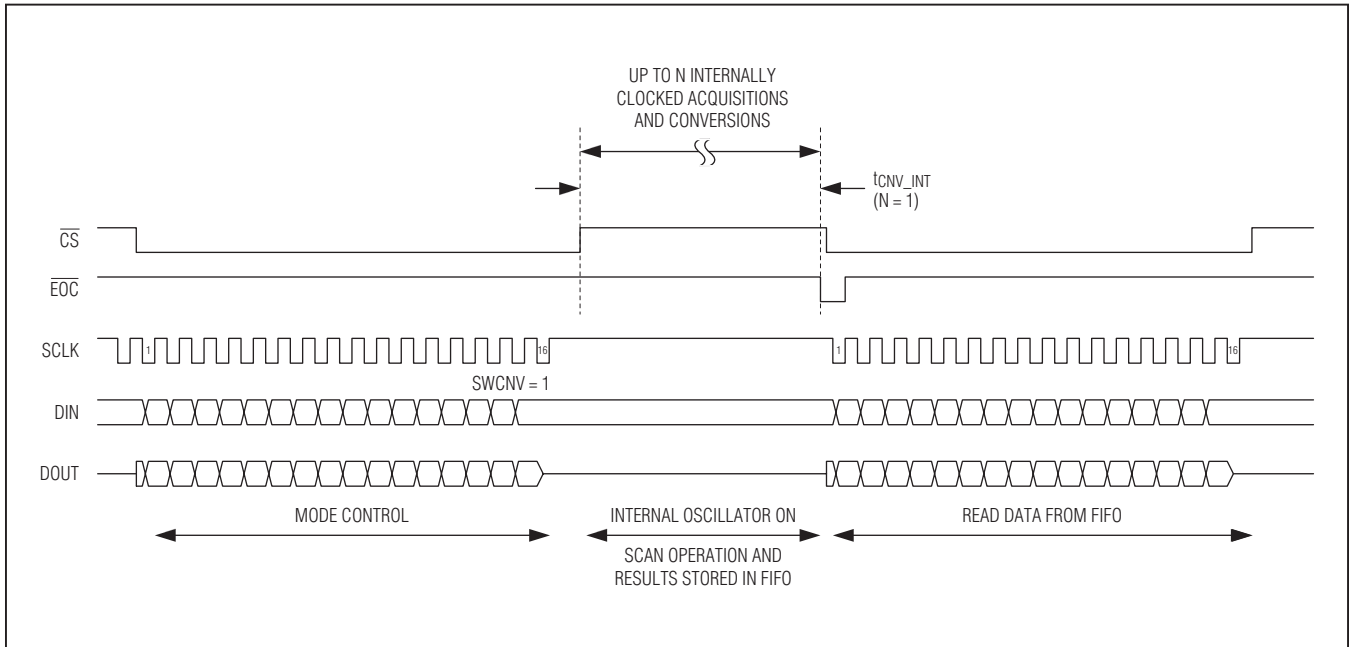 UP TO N INTERNALLY
CLOCKED ACQUISITIONS
AND CONVERSIONS
tCNV_INT
(N = 1)
CS
EOC
SCLK
1
16
1
16
SWCNV = 1
DIN
DOUT
MODE CONTROL
INTERNAL OSCILLATOR ON
READ DATA FROM FIFO
SCAN OPERATION AND
RESULTS STORED IN FIFO